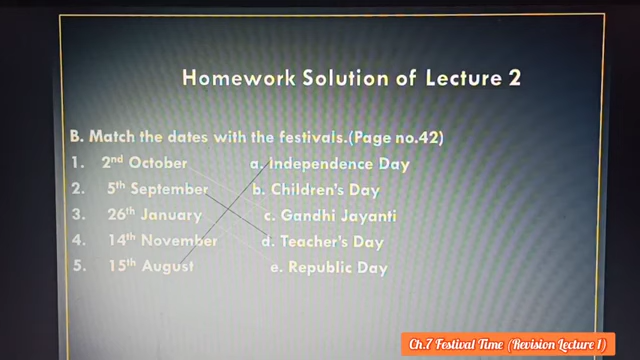 Homework Solution of Lecture 2
B. Match the dates with the festivals.(Page no.42)
1. 2nd October a. Independence Day
2. 5th September b. Children's Day
3. 26th January c. Gandhi Jayanti
4. 14th November d. Teacher's Day
5. 15th August e. Republic Day
Ch.7 Festival Time (Revision Lecture 1)